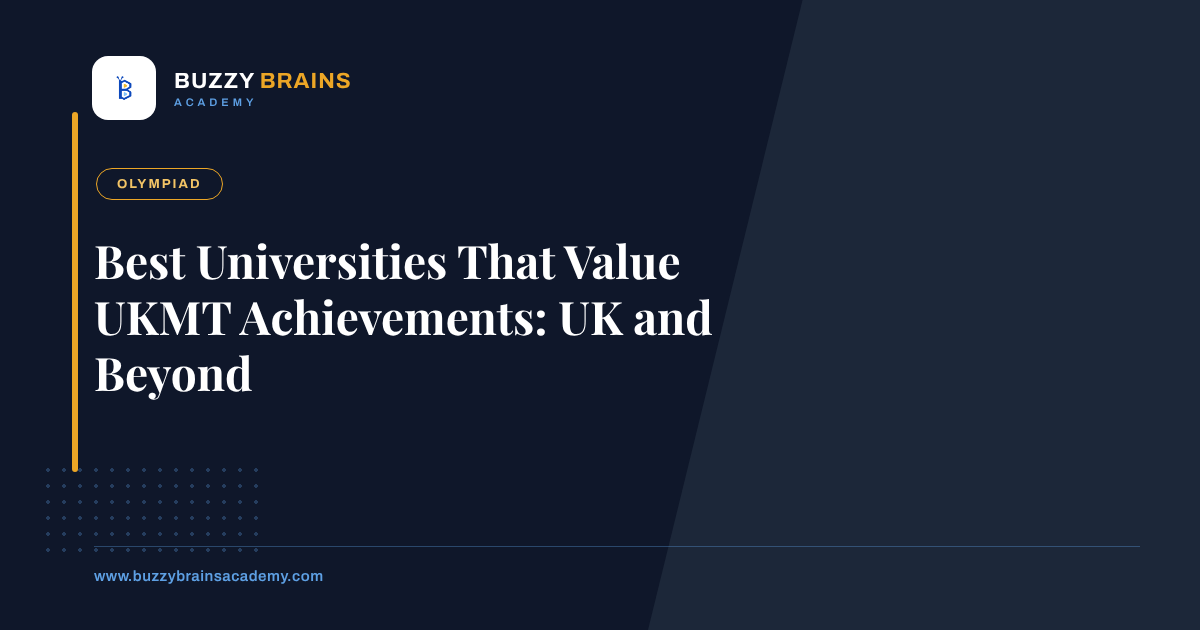 BUZZY BRAINS
ACADEMY
OLYMPIAD
Best Universities That Value
UKMT Achievements: UK and
Beyond
www.buzzybrainsacademy.com